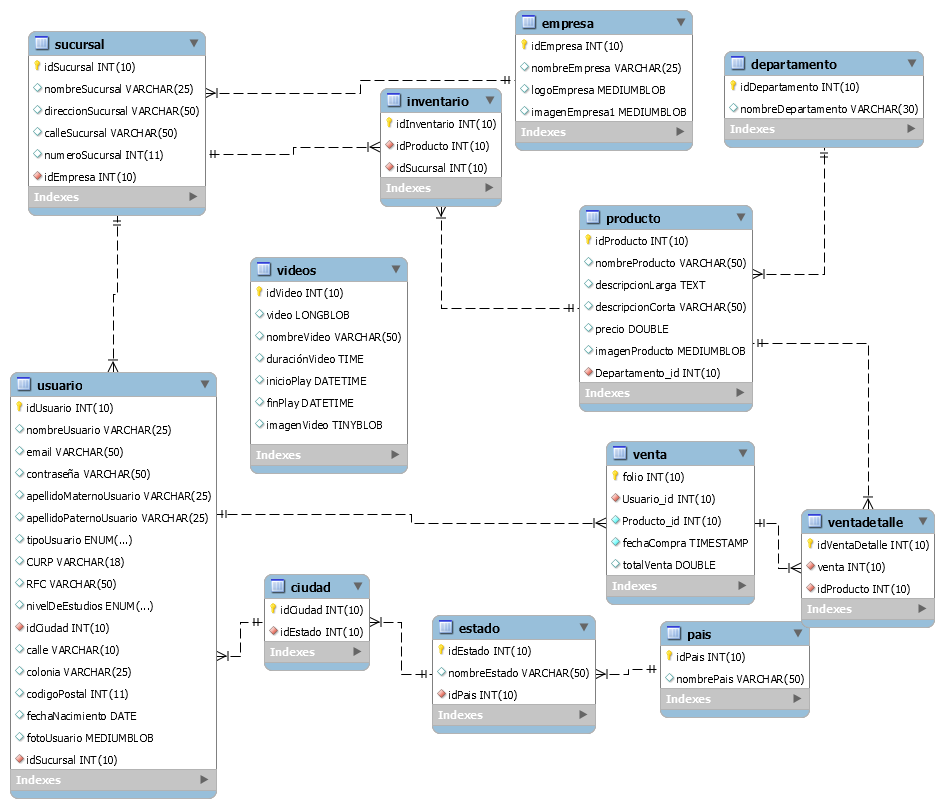 empresa
idEmpresa INT(10)
nombreEmpresa VARCHAR(25)
logoEmpresa MEDIUMBLOB
imagenEmpresa1 MEDIUMBLOB
Indexes
sucursal
idSucursal INT(10)
nombreSucursal VARCHAR(25)
direccionSucursal VARCHAR(50)
calleSucursal VARCHAR(50)
numeroSucursal INT(11)
idEmpresa INT(10)
Indexes
departamento
idDepartamento INT(10)
nombreDepartamento VARCHAR(30)
Indexes
inventario
idInventario INT(10)
idProducto INT(10)
idSucursal INT(10)
Indexes
producto
idProducto INT(10)
nombreProducto VARCHAR(50)
descripcionLarga TEXT
descripcionCorta VARCHAR(50)
precio DOUBLE
imagenProducto MEDIUMBLOB
Departamento_id INT(10)
Indexes
videos
idVideo INT(10)
video LONGBLOB
nombreVideo VARCHAR(50)
duraciónVideo TIME
inicioPlay DATETIME
finPlay DATETIME
imagenVideo TINYBLOB
Indexes
usuario
idUsuario INT(10)
nombreUsuario VARCHAR(25)
email VARCHAR(50)
contraseña VARCHAR(50)
apellidoMaternoUsuario VARCHAR(25)
apellidoPaternoUsuario VARCHAR(25)
tipoUsuario ENUM(...)
CURP VARCHAR(18)
RFC VARCHAR(50)
nivelDeEstudios ENUM(...)
idCiudad INT(10)
calle VARCHAR(10)
colonia VARCHAR(25)
codigoPostal INT(11)
fechaNacimiento DATE
fotoUsuario MEDIUMBLOB
idSucursal INT(10)
Indexes
venta
folio INT(10)
Usuario_id INT(10)
Producto_id INT(10)
fechaCompra TIMESTAMP
totalVenta DOUBLE
Indexes
ventadetalle
idVentaDetalle INT(10)
venta INT(10)
idProducto INT(10)
Indexes
ciudad
idCiudad INT(10)
idEstado INT(10)
Indexes
estado
idEstado INT(10)
nombreEstado VARCHAR(50)
idPais INT(10)
Indexes
pais
idPais INT(10)
nombrePais VARCHAR(50)
Indexes